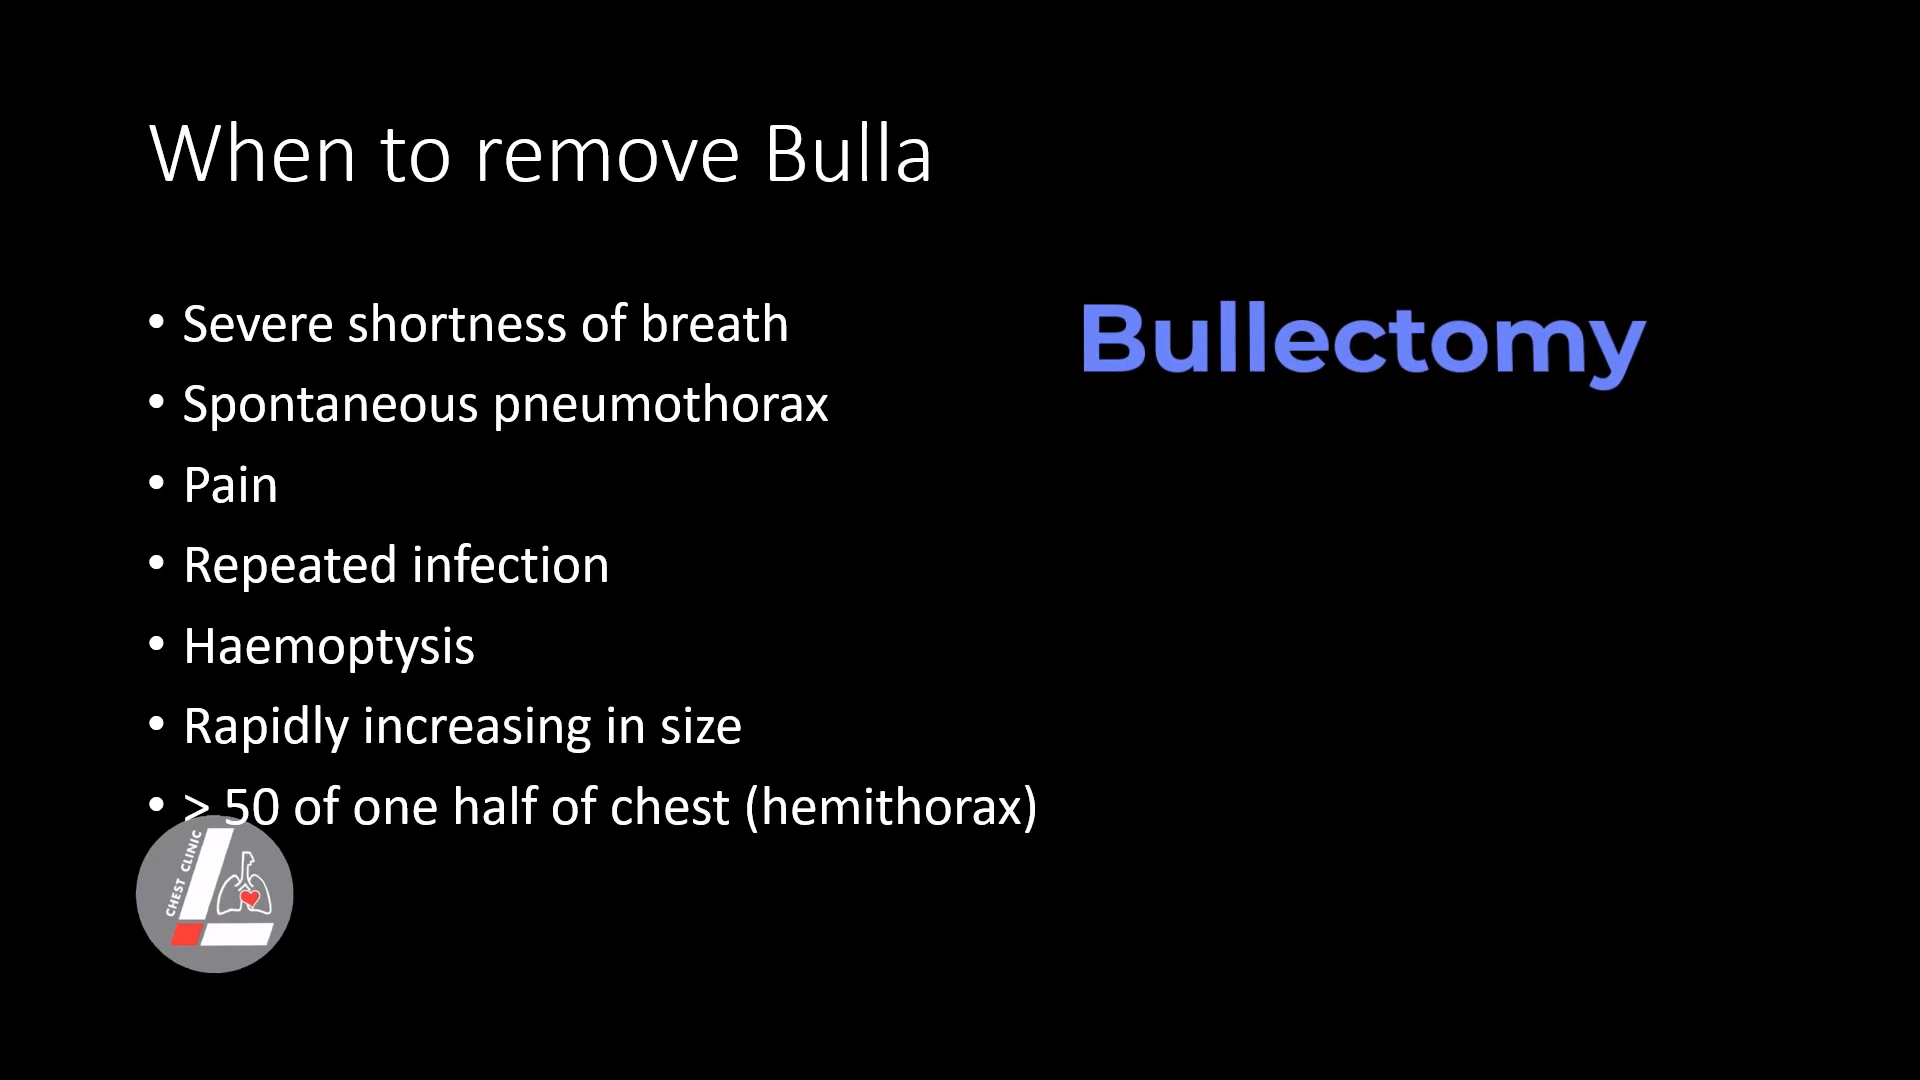 When to remove Bulla
• Severe shortness of breath
• Spontaneous pneumothorax
• Pain
• Repeated infection
• Haemoptysis
• Rapidly increasing in size
• > 50 of one half of chest (hemithorax)
Bullectomy
CHEST CLINIC